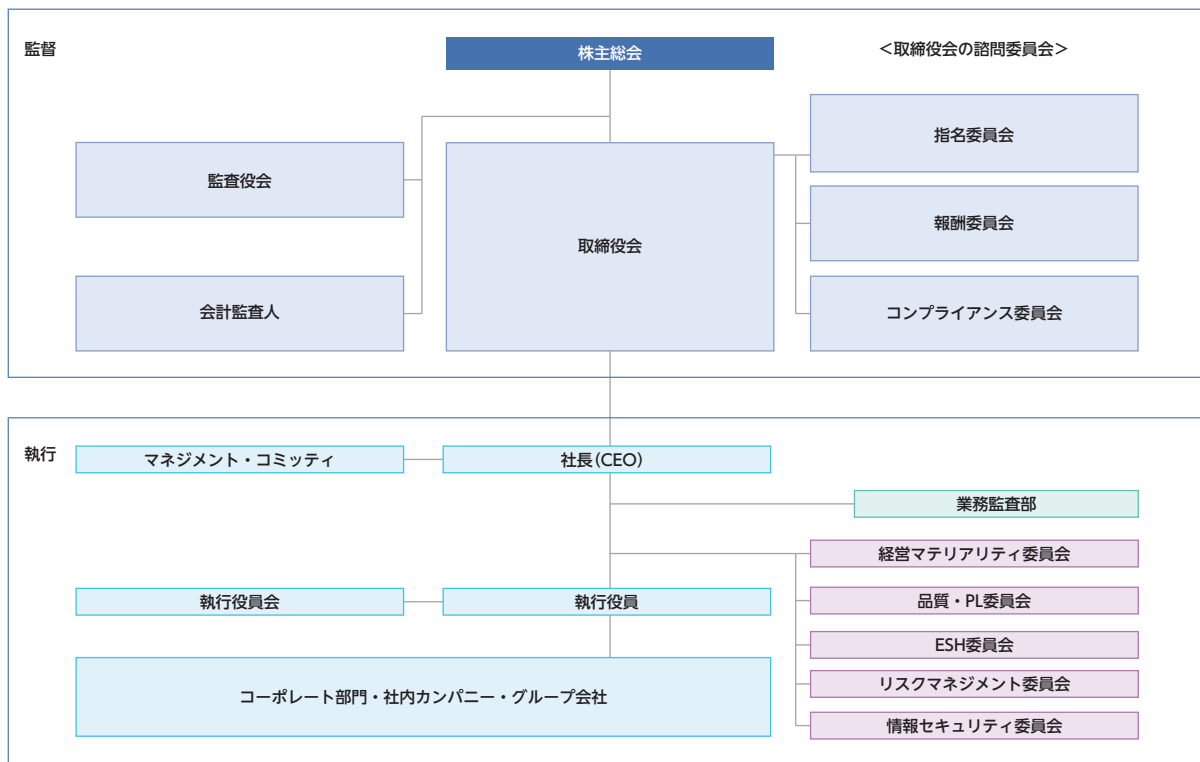 監督
株主総会
＜取締役会の諮問委員会＞
指名委員会
監査役会
報酬委員会
取締役会
会計監査人
コンプライアンス委員会
執行
マネジメント・コミッティ
社長(CEO)
業務監査部
経営マテリアリティ委員会
執行役員会
執行役員
品質・PL委員会
ESH委員会
リスクマネジメント委員会
コーポレート部門・社内カンパニー・グループ会社
情報セキュリティ委員会